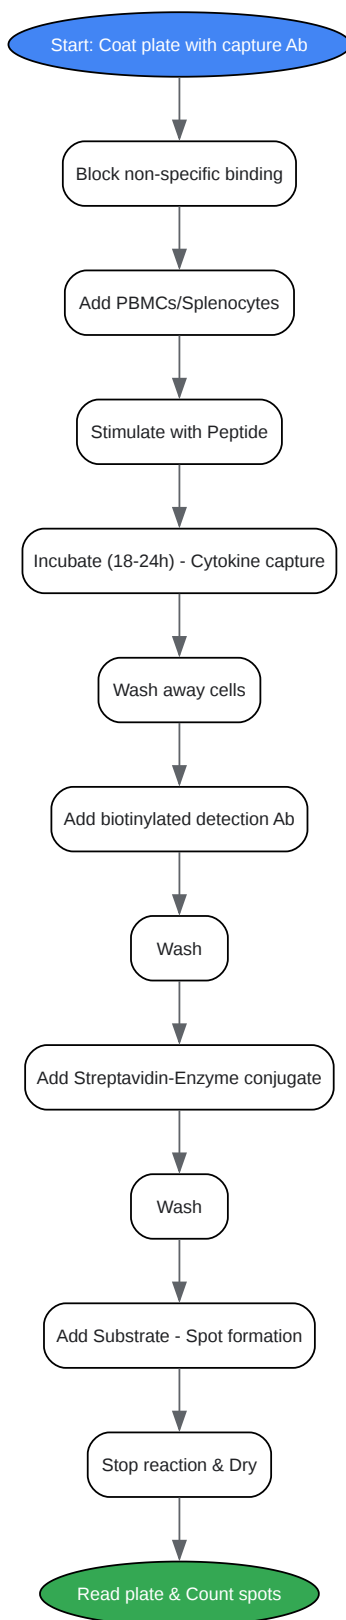 Start: Coat plate with capture Ab
Block non-specific binding
Add PBMCs/Splenocytes
Stimulate with Peptide
Incubate (18-24h) - Cytokine capture
Wash away cells
Add biotinylated detection Ab
Wash
Add Streptavidin-Enzyme conjugate
Wash
Add Substrate - Spot formation
Stop reaction & Dry
Read plate & Count spots